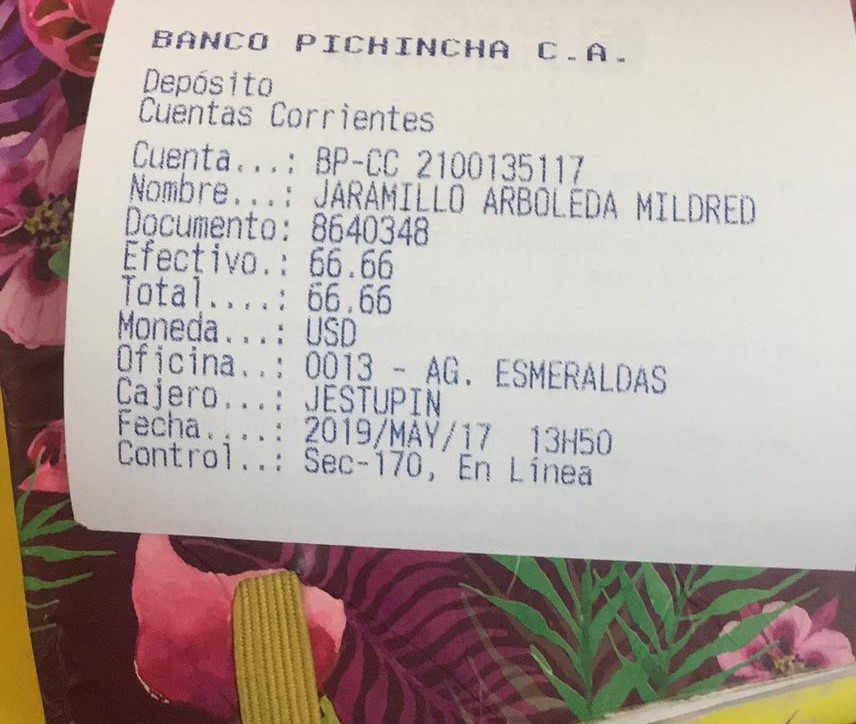 BANCO PICHINCHA C.A.
Depósito
Cuentas Corrientes
Cuenta...: BP-CC 2100135117
Nombre...: JARAMILLO ARBOLEDA MILDRED
Documento: 8640348
Efectivo.: 66.66
Total....: 66.66
Moneda...: USD
Oficina..: 0013 - AG. ESMERALDAS
Cajero...: JESTUPIN
Fecha....: 2019/MAY/17 13H50
Control..: Sec-170, En Línea